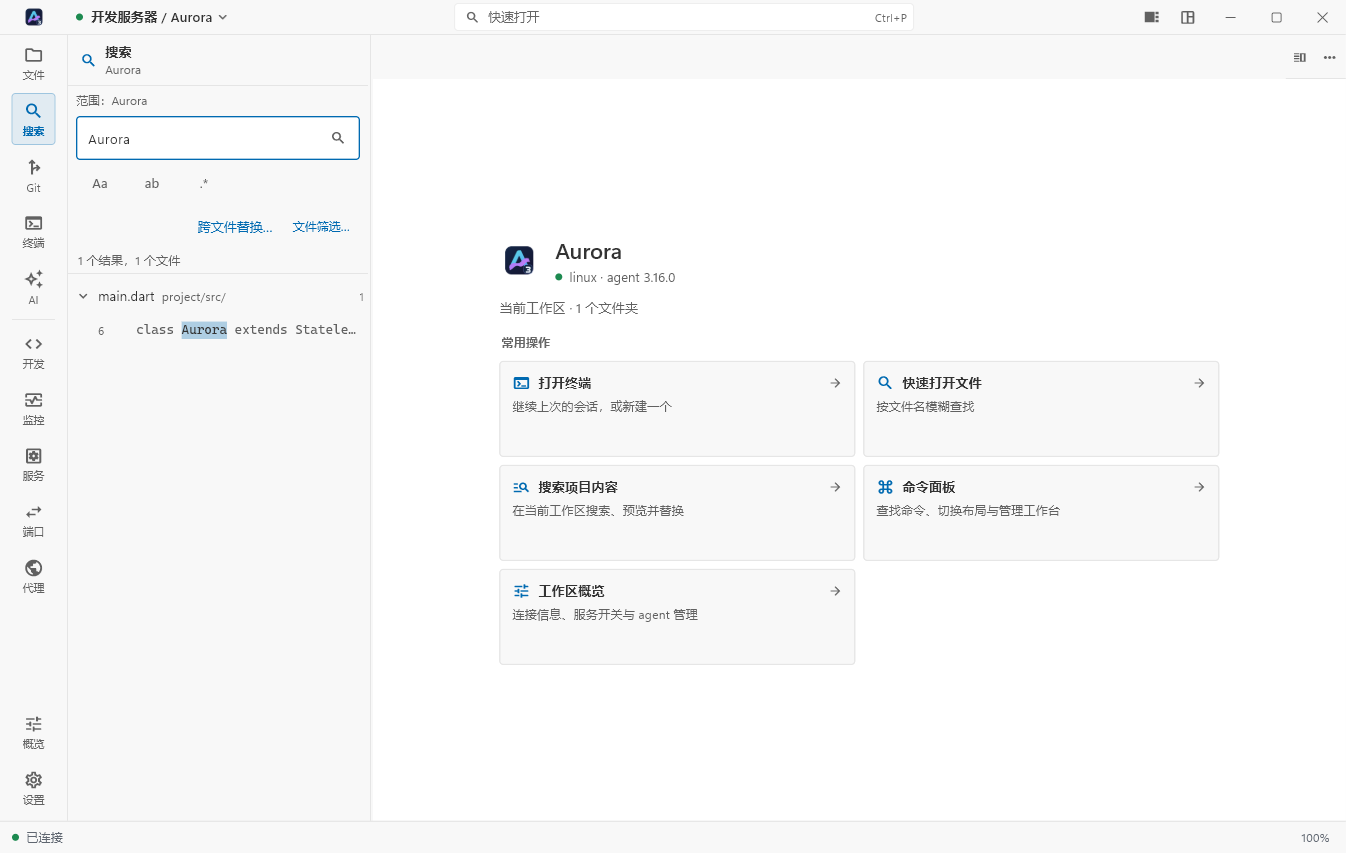 开发服务器 / Aurora
快速打开
Ctrl+P
文件
搜索
Git
终端
AI
开发
监控
服务
端口
代理
概览
设置
搜索
Aurora
范围：Aurora
Aurora
Aa ab .*
跨文件替换... 文件筛选...
1 个结果，1 个文件
main.dart project/src/ 1
6 class Aurora extends Statele…
Aurora
linux · agent 3.16.0
当前工作区 · 1 个文件夹
常用操作
打开终端
继续上次的会话，或新建一个
快速打开文件
按文件名模糊查找
搜索项目内容
在当前工作区搜索、预览并替换
命令面板
查找命令、切换布局与管理工作台
工作区概览
连接信息、服务开关与 agent 管理
已连接
100%